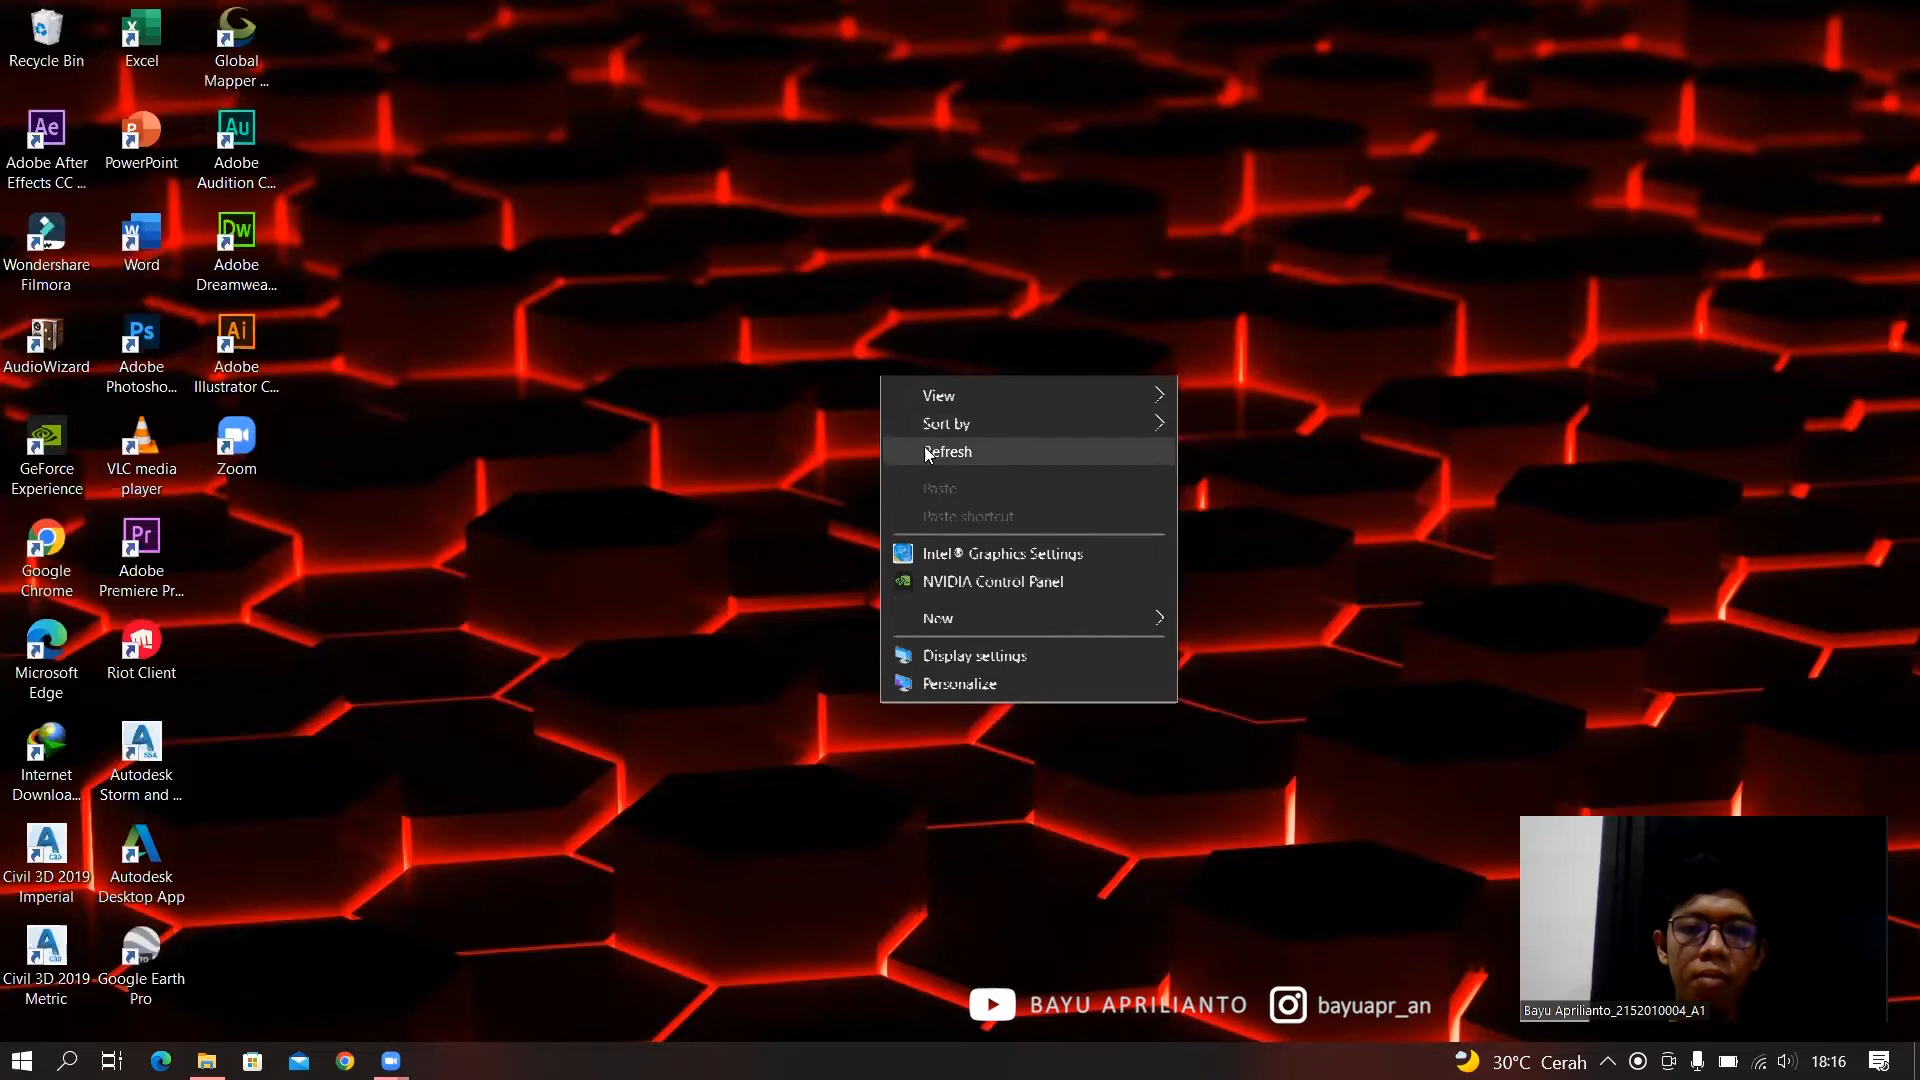 Recycle Bin
Excel
Global
Mapper ...
Adobe After
Effects CC ...
PowerPoint
Adobe
Audition C...
Wondershare
Filmora
Word
Adobe
Dreamwea...
AudioWizard
Adobe
Photosho...
Adobe
Illustrator C...
GeForce
Experience
VLC media
player
Zoom
Google
Chrome
Adobe
Premiere Pr...
Microsoft
Edge
Riot Client
Internet
Downloa...
Autodesk
Storm and ...
Civil 3D 2019
Imperial
Autodesk
Desktop App
Civil 3D 2019
Metric
Google Earth
Pro
View
Sort by
Refresh
Paste
Paste shortcut
Intel® Graphics Settings
NVIDIA Control Panel
New
Display settings
Personalize
BAYU APRILIANTO
bayuapr_an
Bayu Aprilianto_2152010004_A1
30°C Cerah
18:16